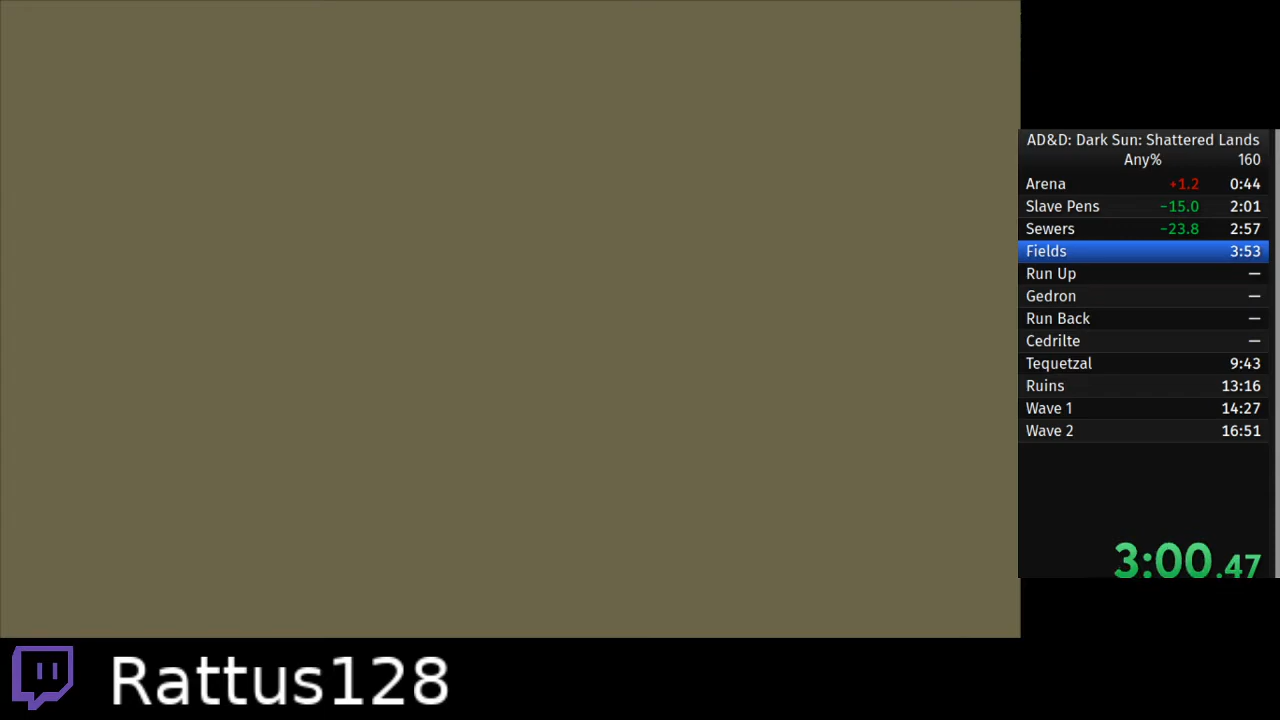 AD&D: Dark Sun: Shattered Lands
Any% 160
Arena +1.2 0:44
Slave Pens −15.0 2:01
Sewers −23.8 2:57
Fields 3:53
Run Up —
Gedron —
Run Back —
Cedrilte —
Tequetzal 9:43
Ruins 13:16
Wave 1 14:27
Wave 2 16:51
3:00.47
Rattus128